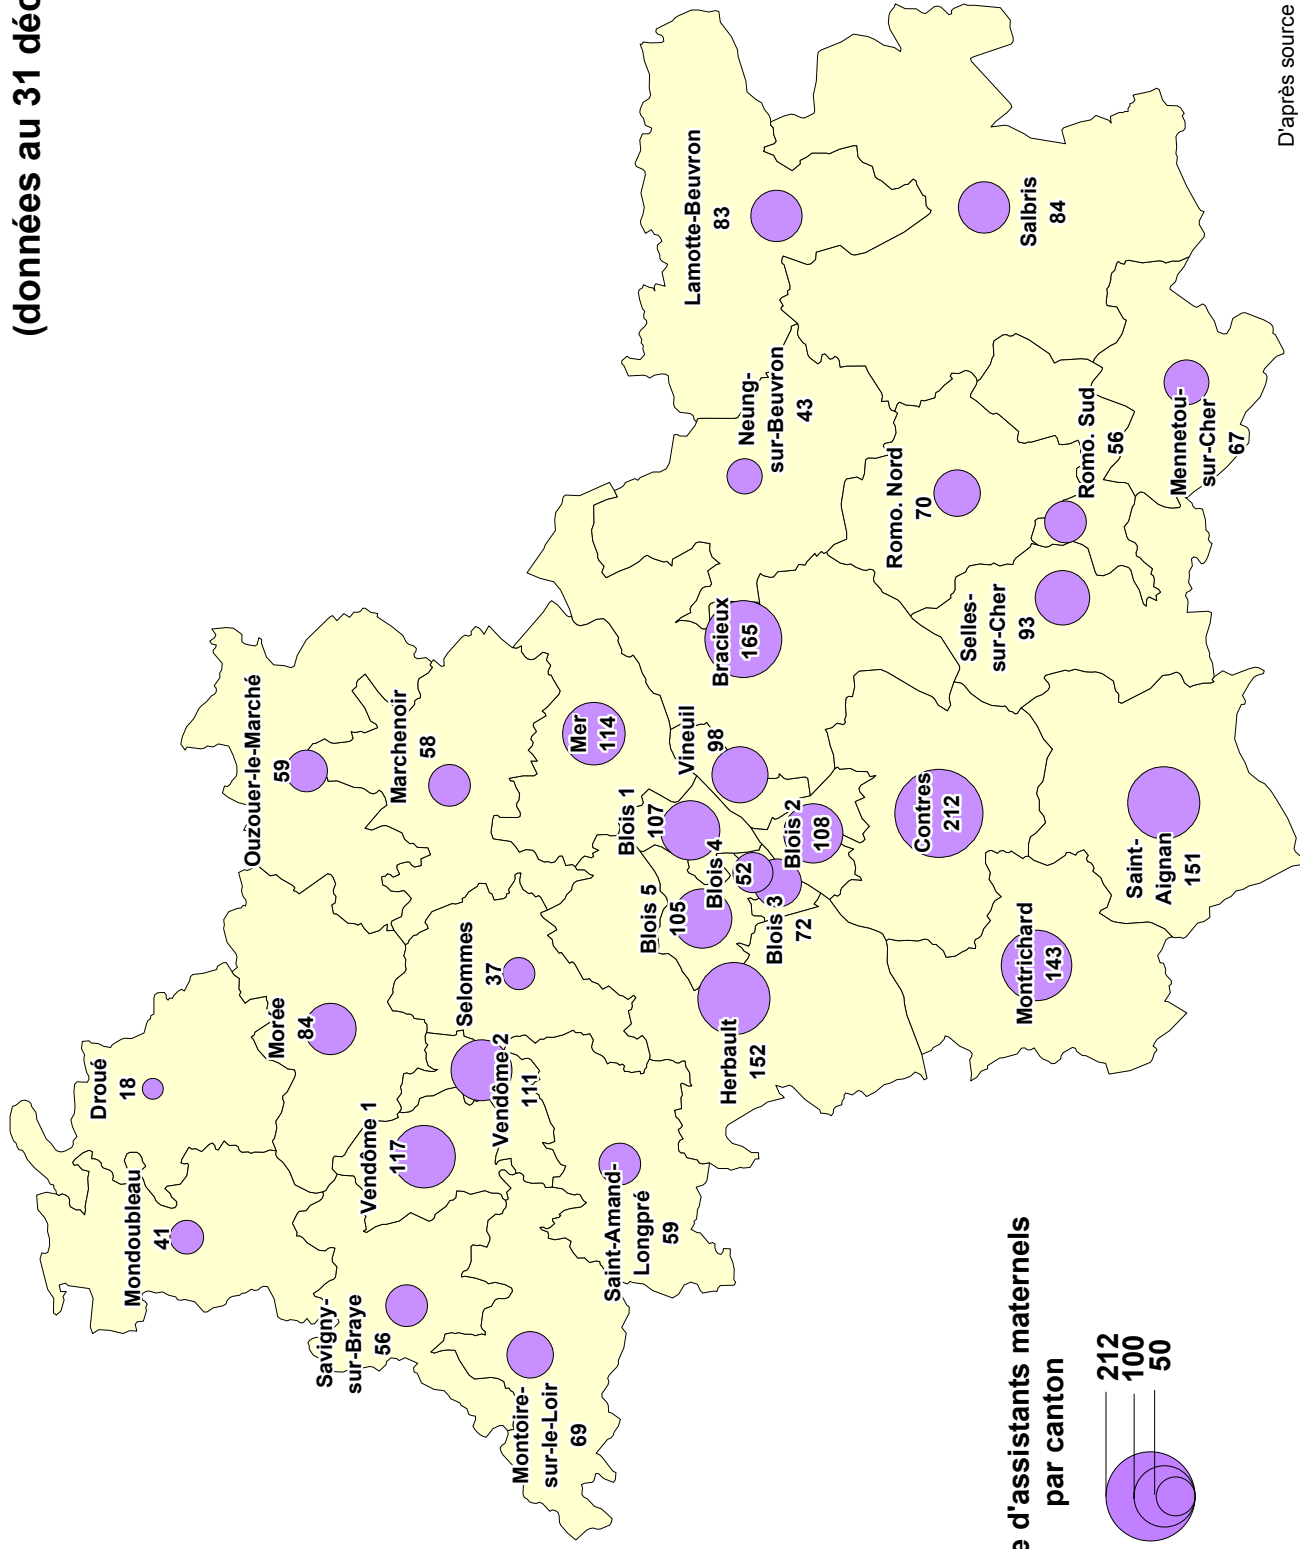 (données au 31 déc
Droué
18
Mondoubleau
41
Morée
84
Ouzouer-le-Marché
59
Savigny-
sur-Braye
56
Vendôme 1
117
Marchenoir
58
Selommes
37
Vendôme 2
111
Montoire-
sur-le-Loir
69
Mer
114
Saint-Amand-
Longpré
59
Blois 1
107
Blois 5
105
Blois 4
52
Vineuil
98
Lamotte-Beuvron
83
Bracieux
165
Neung-
sur-Beuvron
43
Herbault
152
Blois 3
72
Blois 2
108
Romo. Nord
70
Contres
212
Selles-
sur-Cher
93
Salbris
84
Montrichard
143
Romo. Sud
56
Saint-
Aignan
151
Mennetou-
sur-Cher
67
e d'assistants maternels
par canton
212
100
50
D'après source